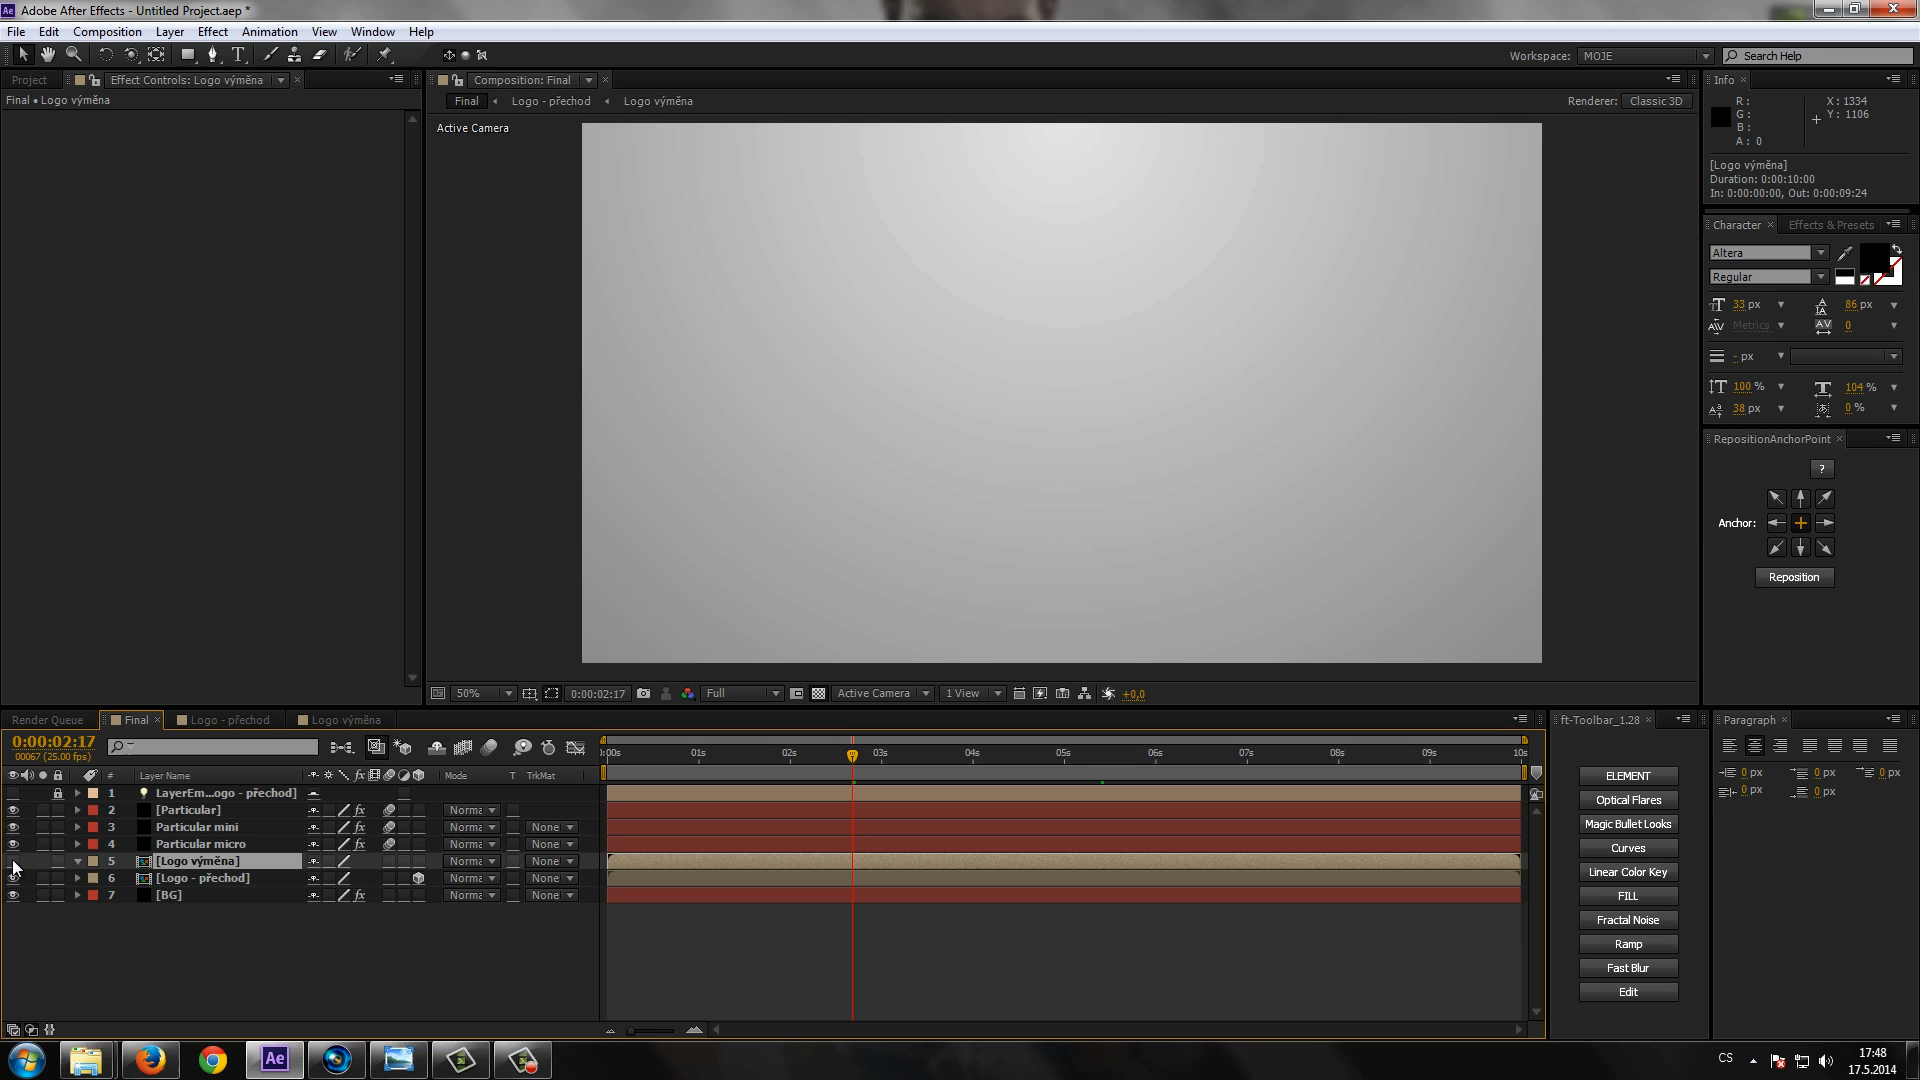 Adobe After Effects - Untitled Project.aep *
File Edit Composition Layer Effect Animation View Window Help
Workspace: MOJE Search Help
Project Effect Controls: Logo výměna
Final • Logo výměna
Composition: Final
Final Logo - přechod Logo výměna
Renderer: Classic 3D
Active Camera
Info
R :
G :
B :
A : 0
X : 1334
Y : 1106
[Logo výměna]
Duration: 0:00:10:00
In: 0:00:00:00, Out: 0:00:09:24
Character Effects & Presets
Altera
Regular
33 px 86 px
Metrics 0
- px
100 % 104 %
38 px 0 %
RepositionAnchorPoint
?
Anchor:
Reposition
50% 0:00:02:17 Full Active Camera 1 View +0,0
Render Queue Final Logo - přechod Logo výměna
0:00:02:17
00067 (25.00 fps)
# Layer Name Mode T TrkMat
:00s 01s 02s 03s 04s 05s 06s 07s 08s 09s 10s
1 LayerEm...ogo - přechod]
2 [Particular] Norma
3 Particular mini Norma None
4 Particular micro Norma None
5 [Logo výměna] Norma None
6 [Logo - přechod] Norma None
7 [BG] Norma None
ft-Toolbar_1.28
ELEMENT
Optical Flares
Magic Bullet Looks
Curves
Linear Color Key
FILL
Fractal Noise
Ramp
Fast Blur
Edit
Paragraph
0 px 0 px 0 px
0 px 0 px
Ae
CS
17:48
17.5.2014